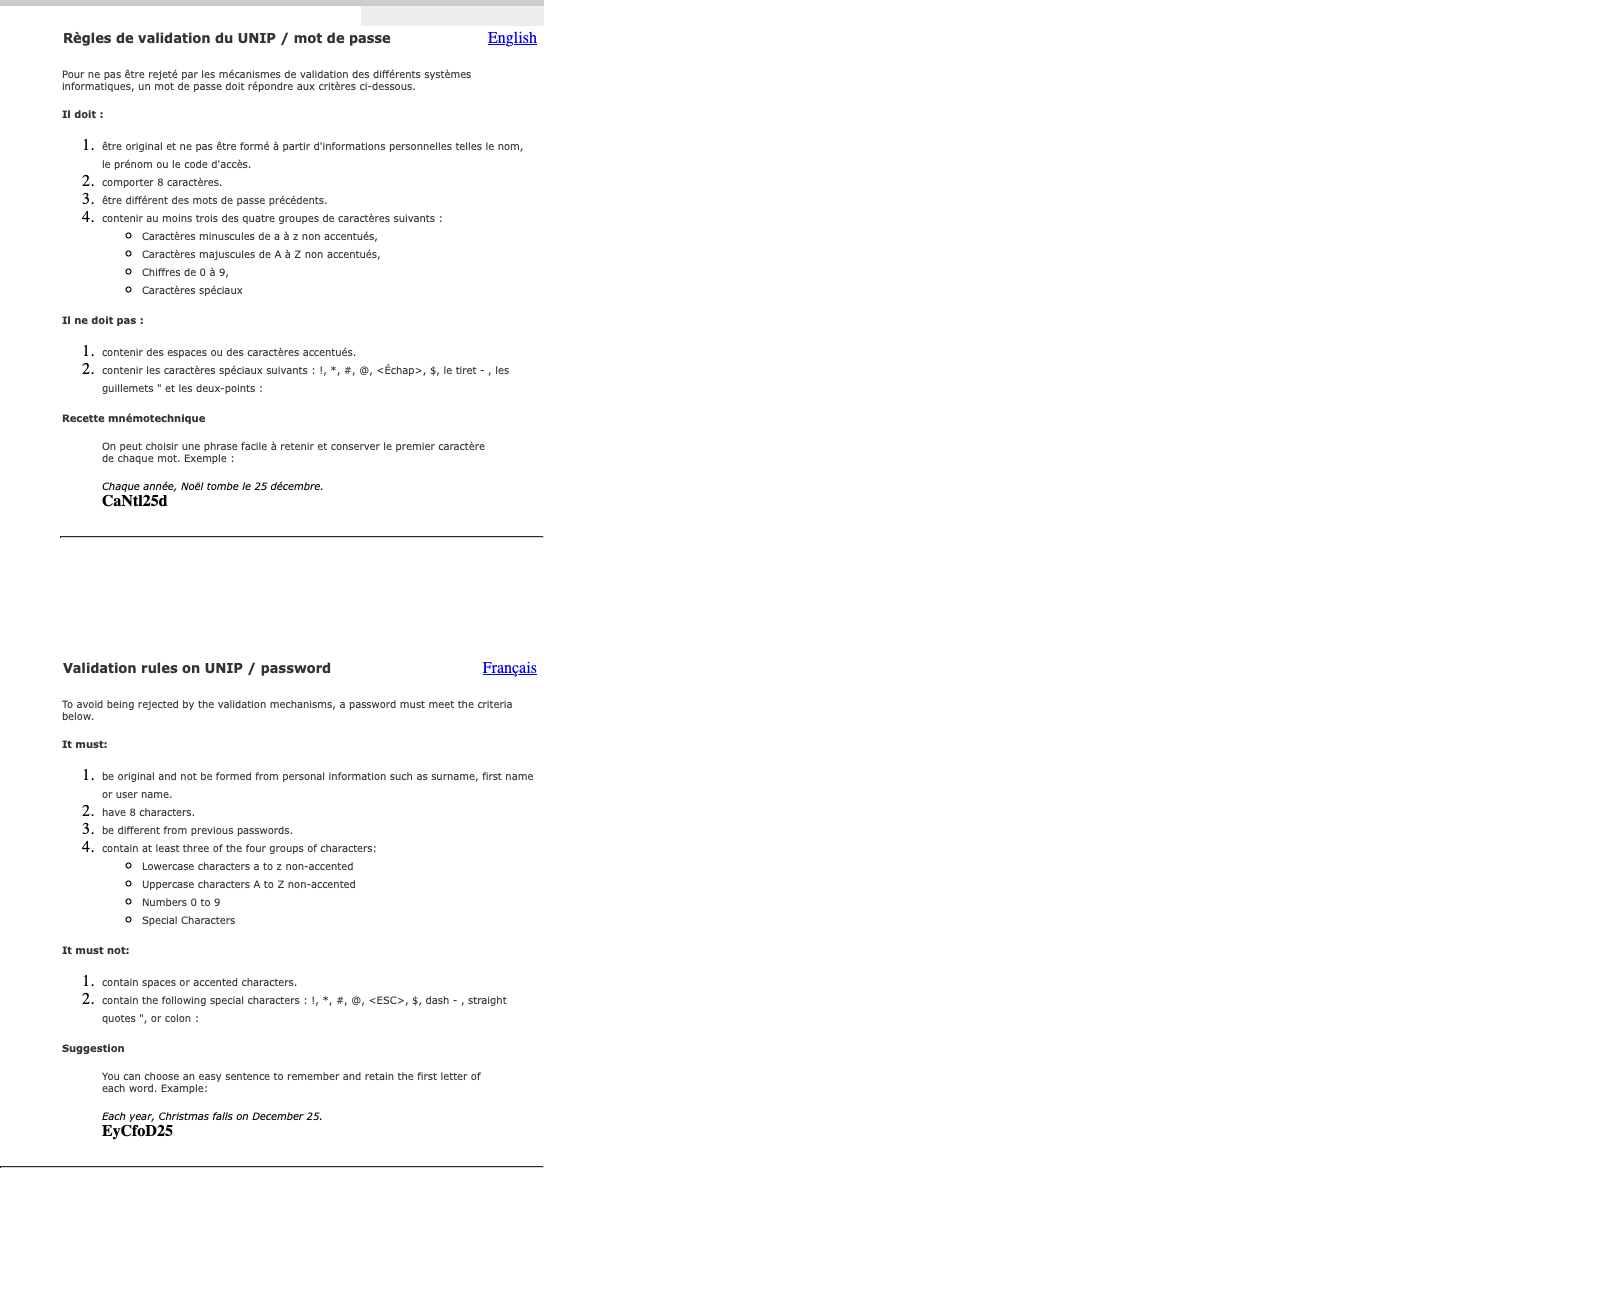 Règles de validation du UNIP / mot de passe English
Pour ne pas être rejeté par les mécanismes de validation des différents systèmes
informatiques, un mot de passe doit répondre aux critères ci-dessous.
Il doit :
1. être original et ne pas être formé à partir d'informations personnelles telles le nom,
le prénom ou le code d'accès.
2. comporter 8 caractères.
3. être différent des mots de passe précédents.
4. contenir au moins trois des quatre groupes de caractères suivants :
Caractères minuscules de a à z non accentués,
Caractères majuscules de A à Z non accentués,
Chiffres de 0 à 9,
Caractères spéciaux
Il ne doit pas :
1. contenir des espaces ou des caractères accentués.
2. contenir les caractères spéciaux suivants : !, *, #, @, <Échap>, $, le tiret - , les
guillemets " et les deux-points :
Recette mnémotechnique
On peut choisir une phrase facile à retenir et conserver le premier caractère
de chaque mot. Exemple :
Chaque année, Noël tombe le 25 décembre.
CaNtl25d
Validation rules on UNIP / password Français
To avoid being rejected by the validation mechanisms, a password must meet the criteria
below.
It must:
1. be original and not be formed from personal information such as surname, first name
or user name.
2. have 8 characters.
3. be different from previous passwords.
4. contain at least three of the four groups of characters:
Lowercase characters a to z non-accented
Uppercase characters A to Z non-accented
Numbers 0 to 9
Special Characters
It must not:
1. contain spaces or accented characters.
2. contain the following special characters : !, *, #, @, <ESC>, $, dash - , straight
quotes ", or colon :
Suggestion
You can choose an easy sentence to remember and retain the first letter of
each word. Example:
Each year, Christmas falls on December 25.
EyCfoD25